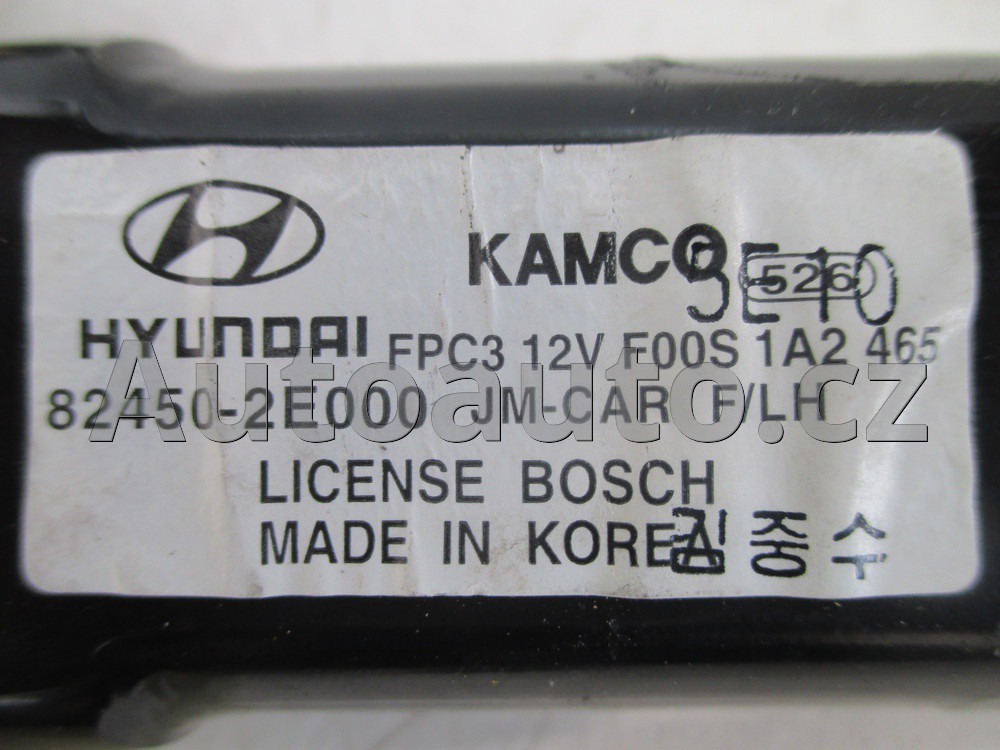 KAMCO 526
HYUNDAI FPC3 12V F00S 1A2 465
82450-2E000 JM-CAR F/LH
LICENSE BOSCH
MADE IN KOREA 김중수
Autoauto.cz